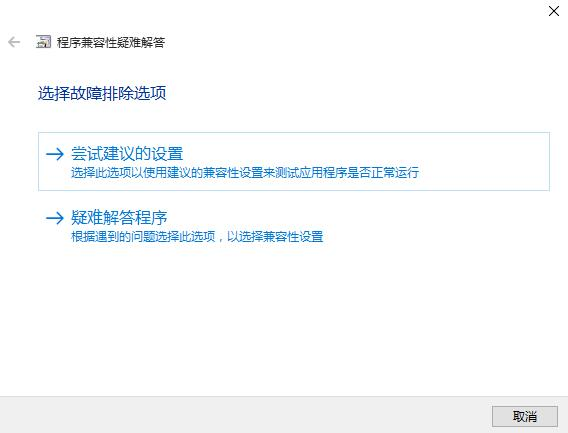 程序兼容性疑难解答
选择故障排除选项
尝试建议的设置
选择此选项以使用建议的兼容性设置来测试应用程序是否正常运行
疑难解答程序
根据遇到的问题选择此选项，以选择兼容性设置
取消